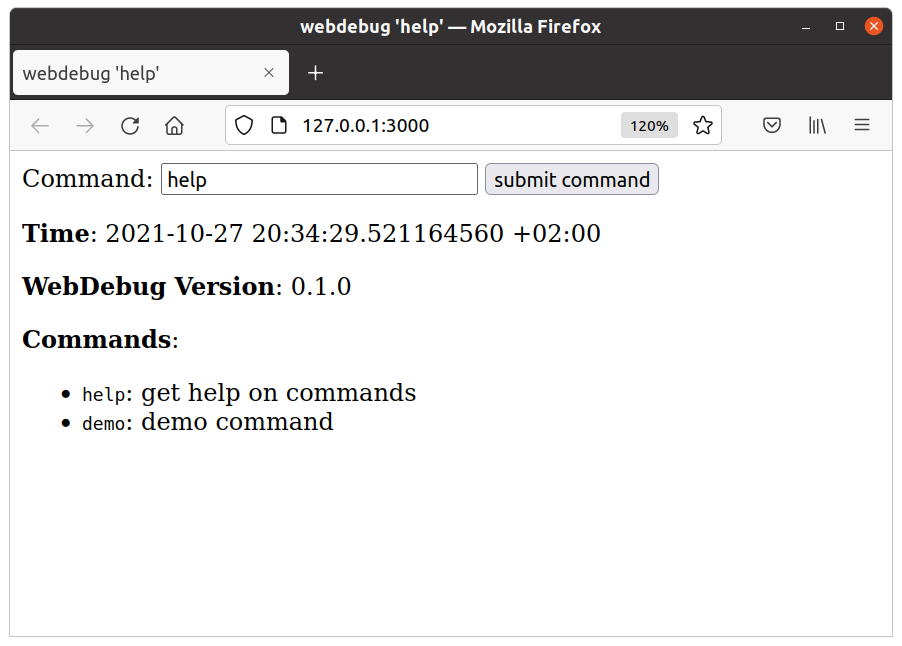 webdebug 'help' — Mozilla Firefox
webdebug 'help'
127.0.0.1:3000 120%
Command: help submit command
Time: 2021-10-27 20:34:29.521164560 +02:00
WebDebug Version: 0.1.0
Commands:
• help: get help on commands
• demo: demo command